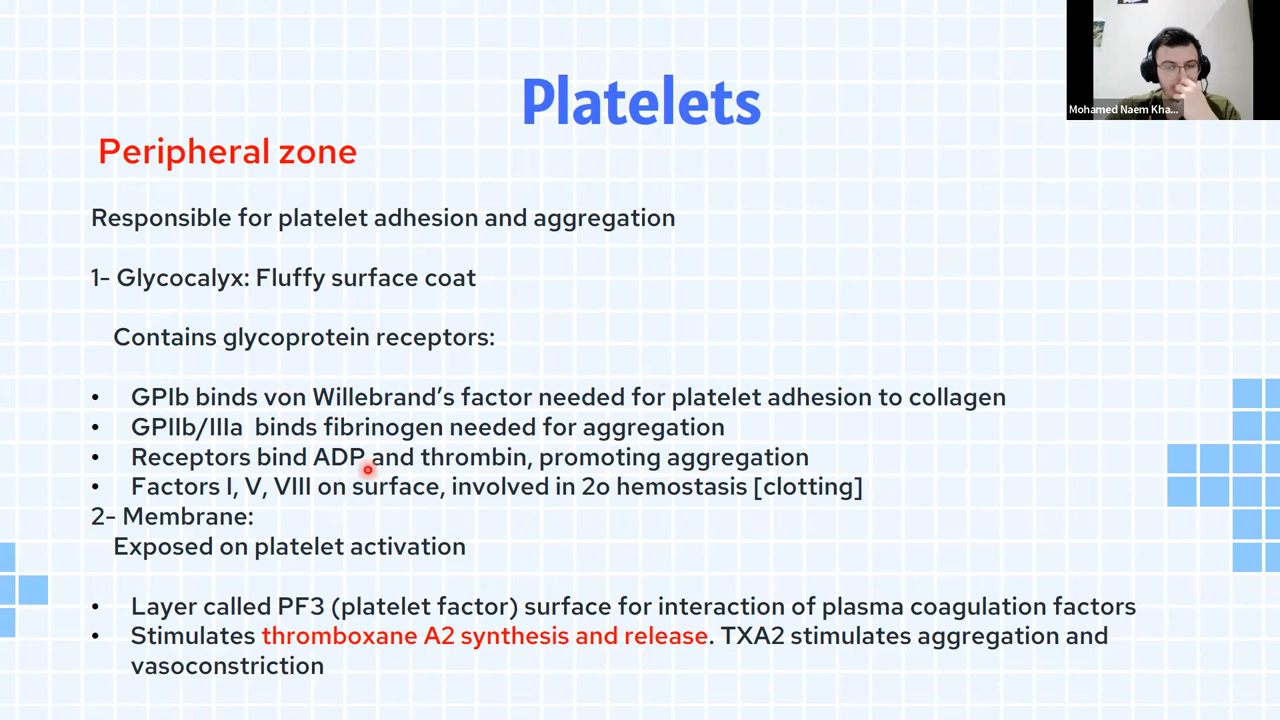 Platelets
Mohamed Naem Kha...
Peripheral zone
Responsible for platelet adhesion and aggregation
1- Glycocalyx: Fluffy surface coat
Contains glycoprotein receptors:
• GPIb binds von Willebrand’s factor needed for platelet adhesion to collagen
• GPIIb/IIIa binds fibrinogen needed for aggregation
• Receptors bind ADP and thrombin, promoting aggregation
• Factors I, V, VIII on surface, involved in 2o hemostasis [clotting]
2- Membrane:
Exposed on platelet activation
• Layer called PF3 (platelet factor) surface for interaction of plasma coagulation factors
• Stimulates thromboxane A2 synthesis and release. TXA2 stimulates aggregation and
vasoconstriction